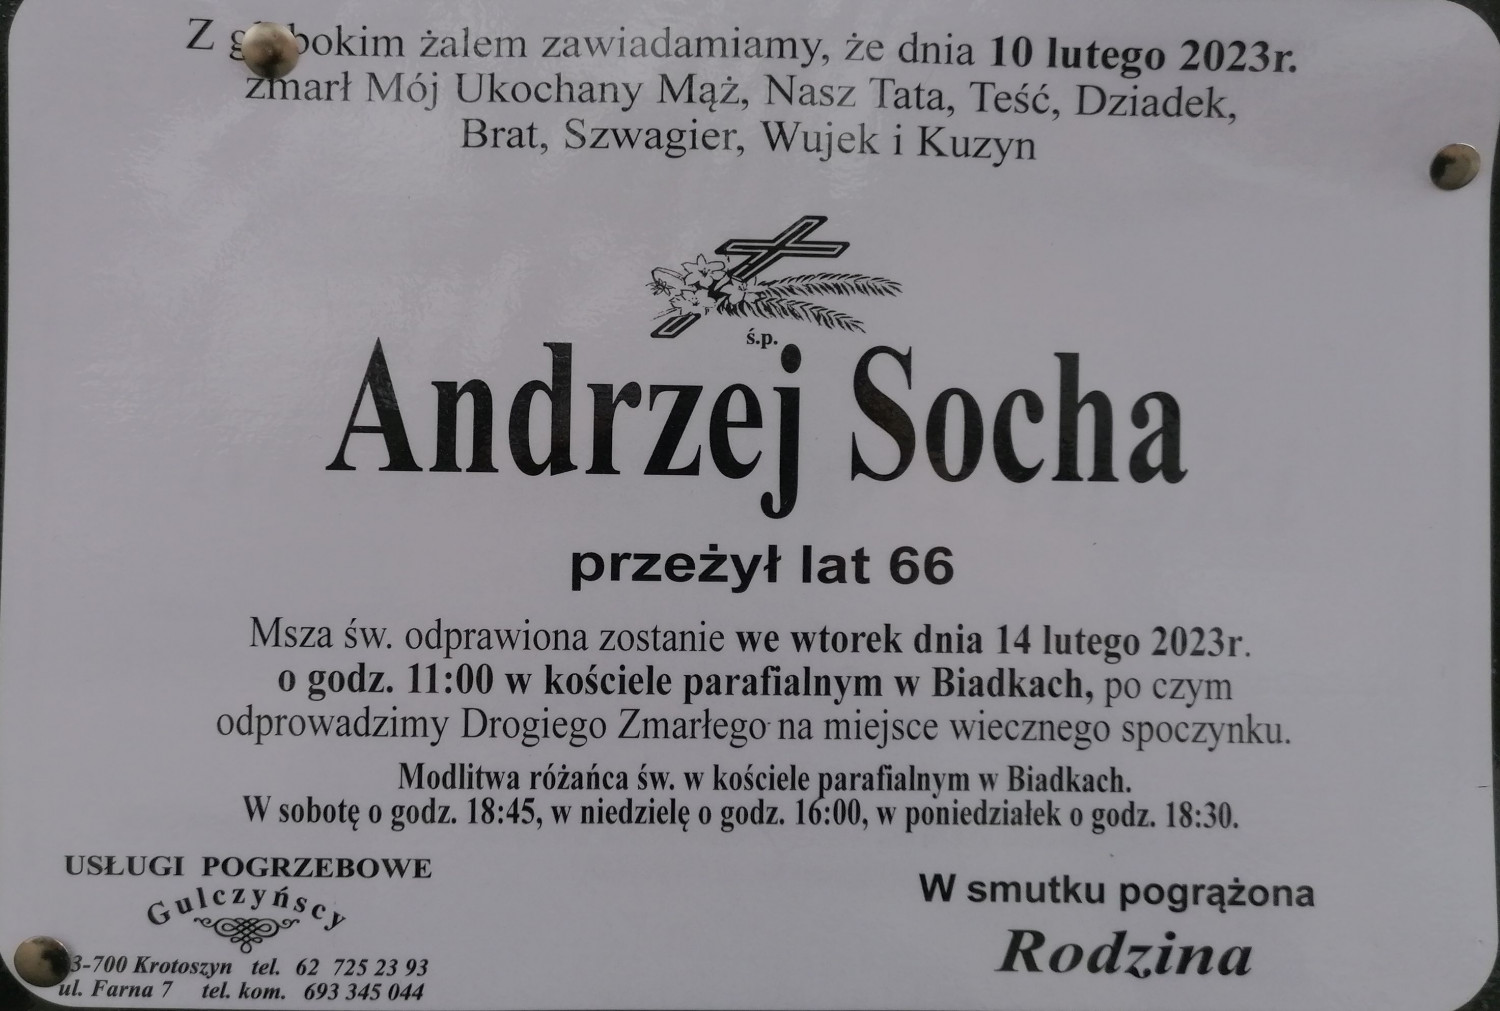 Z głębokim żalem zawiadamiamy, że dnia 10 lutego 2023r.
zmarł Mój Ukochany Mąż, Nasz Tata, Teść, Dziadek,
Brat, Szwagier, Wujek i Kuzyn
ś.p.
Andrzej Socha
przeżył lat 66
Msza św. odprawiona zostanie we wtorek dnia 14 lutego 2023r.
o godz. 11:00 w kościele parafialnym w Biadkach, po czym
odprowadzimy Drogiego Zmarłego na miejsce wiecznego spoczynku.
Modlitwa różańca św. w kościele parafialnym w Biadkach.
W sobotę o godz. 18:45, w niedzielę o godz. 16:00, w poniedziałek o godz. 18:30.
USŁUGI POGRZEBOWE
Gulczyńscy
3-700 Krotoszyn tel. 62 725 23 93
ul. Farna 7 tel. kom. 693 345 044
W smutku pogrążona
Rodzina